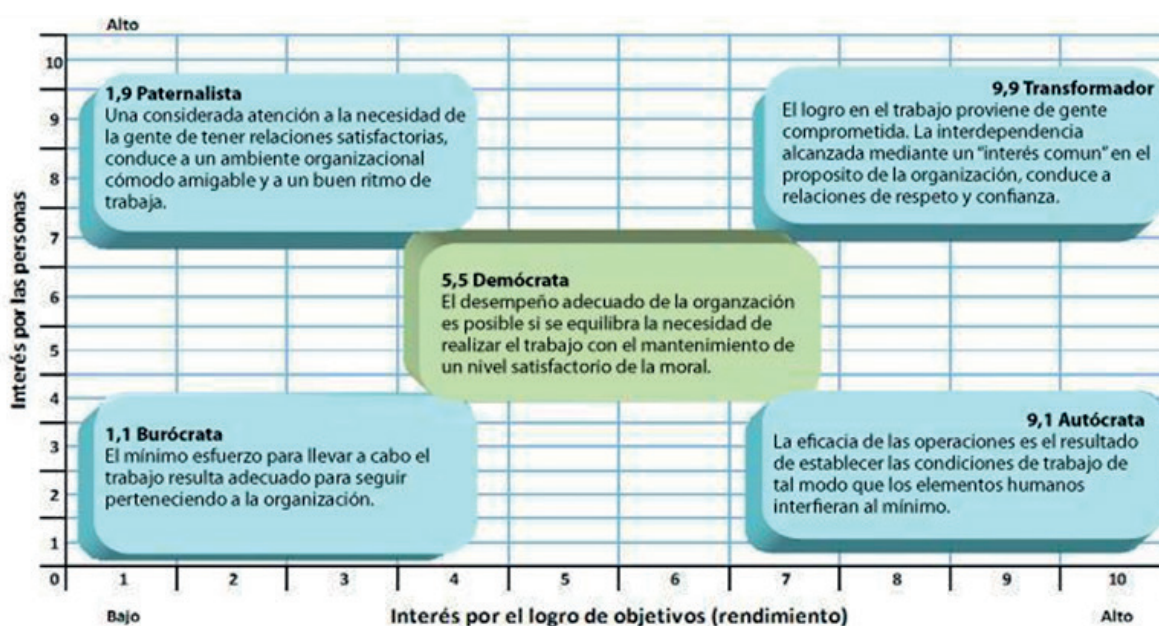 Alto
10
9
8
7
6
5
4
3
2
1
0
Interés por las personas
1,9 Paternalista
Una considerada atención a la necesidad de
la gente de tener relaciones satisfactorias,
conduce a un ambiente organizacional
cómodo amigable y a un buen ritmo de
trabaja.
9,9 Transformador
El logro en el trabajo proviene de gente
comprometida. La interdependencia
alcanzada mediante un "interés comun" en el
proposito de la organización, conduce a
relaciones de respeto y confianza.
5,5 Demócrata
El desempeño adecuado de la organzación
es posible si se equilibra la necesidad de
realizar el trabajo con el mantenimiento de
un nivel satisfactorio de la moral.
1,1 Burócrata
El mínimo esfuerzo para llevar a cabo el
trabajo resulta adecuado para seguir
perteneciendo a la organización.
9,1 Autócrata
La eficacia de las operaciones es el resultado
de establecer las condiciones de trabajo de
tal modo que los elementos humanos
interfieran al mínimo.
1 2 3 4 5 6 7 8 9 10
Bajo Interés por el logro de objetivos (rendimiento) Alto